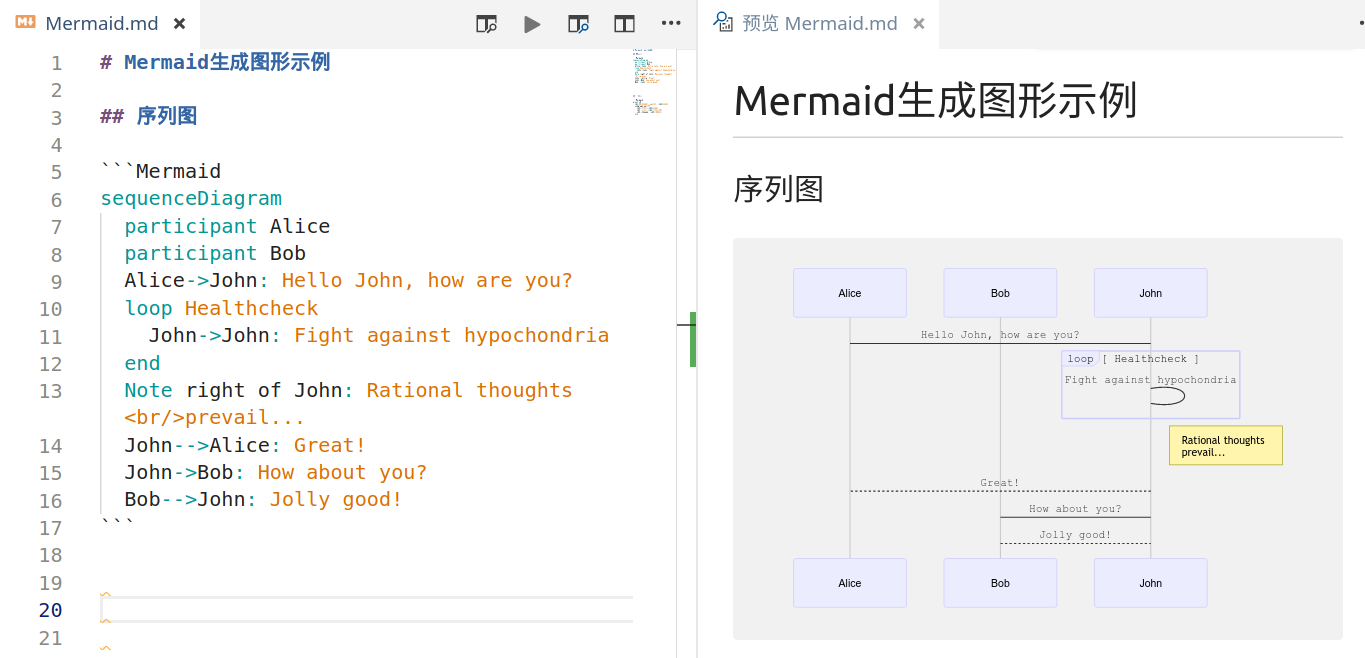 Mermaid.md
预览 Mermaid.md
1 # Mermaid生成图形示例
2
3 ## 序列图
4
5 ```Mermaid
6 sequenceDiagram
7 participant Alice
8 participant Bob
9 Alice->John: Hello John, how are you?
10 loop Healthcheck
11 John->John: Fight against hypochondria
12 end
13 Note right of John: Rational thoughts
<br/>prevail...
14 John-->Alice: Great!
15 John->Bob: How about you?
16 Bob-->John: Jolly good!
17 ```
18
19
20
21
Mermaid生成图形示例
序列图
Alice Bob John
Hello John, how are you?
loop [ Healthcheck ]
Fight against hypochondria
Rational thoughts
prevail...
Great!
How about you?
Jolly good!
Alice Bob John